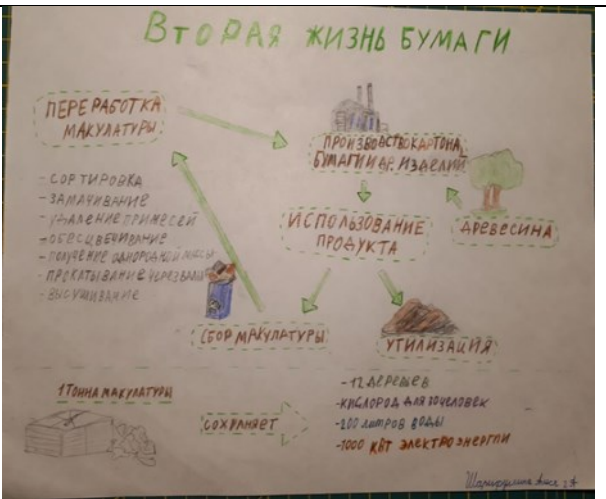 ВТОРАЯ ЖИЗНЬ БУМАГИ
ПЕРЕРАБОТКА
МАКУЛАТУРЫ
- СОРТИРОВКА
- ЗАМАЧИВАНИЕ
- УДАЛЕНИЕ ПРИМЕСЕЙ
- ОБЕСЦВЕЧИВАНИЕ
- ПОЛУЧЕНИЕ ОДНОРОДНОЙ МАССЫ
- ПРОКАТЫВАНИЕ ЧЕРЕЗ ВАЛЫ
- ВЫСУШИВАНИЕ
ПРОИЗВОДСТВО КАРТОНА,
БУМАГИ И ДР. ИЗДЕЛИЙ
ДРЕВЕСИНА
ИСПОЛЬЗОВАНИЕ
ПРОДУКТА
СБОР МАКУЛАТУРЫ
УТИЛИЗАЦИЯ
1 ТОННА МАКУЛАТУРЫ
СОХРАНЯЕТ
- 12 ДЕРЕВЬЕВ
- КИСЛОРОД ДЛЯ 30 ЧЕЛОВЕК
- 200 ЛИТРОВ ВОДЫ
- 1000 КВТ ЭЛЕКТРОЭНЕРГИИ